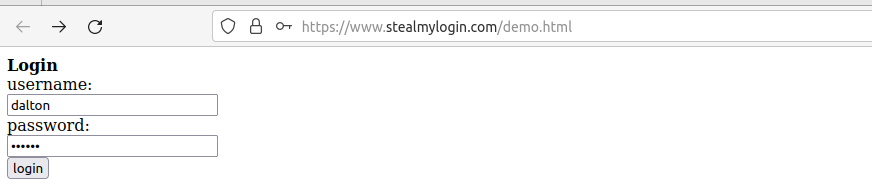 https://www.stealmylogin.com/demo.html
Login
username:
dalton
password:
••••••
login